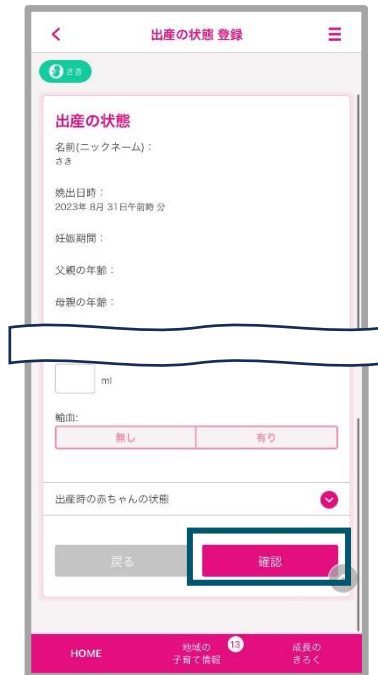 出産の状態 登録
さき
出産の状態
名前(ニックネーム)：
さき
娩出日時：
2023年 8月 31日午前時 分
妊娠期間：
父親の年齢：
母親の年齢：
ml
輸血:
無し 有り
出産時の赤ちゃんの状態
戻る 確認
HOME 地域の 13 成長の
子育て情報 きろく